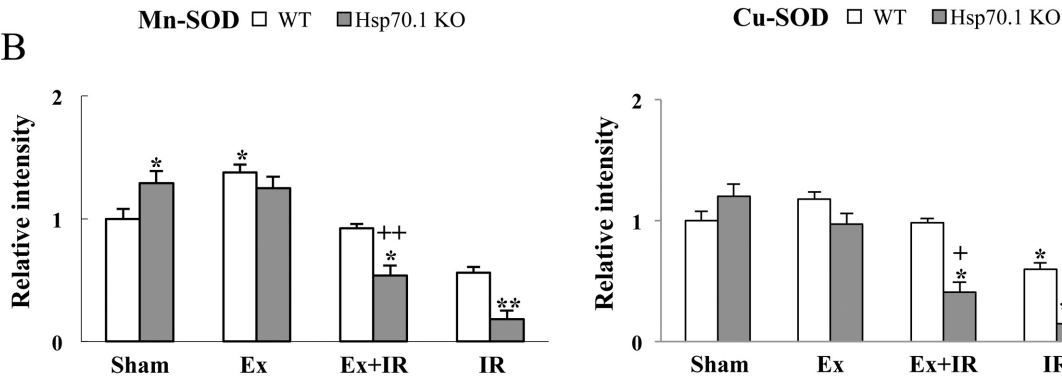 Mn-SOD WT Hsp70.1 KO
Cu-SOD WT Hsp70.1 KO
B
Relative intensity
2
1
0
*
*
++
*
**
Sham Ex Ex+IR IR
Relative intensity
2
1
0
+
*
*
Sham Ex Ex+IR IR